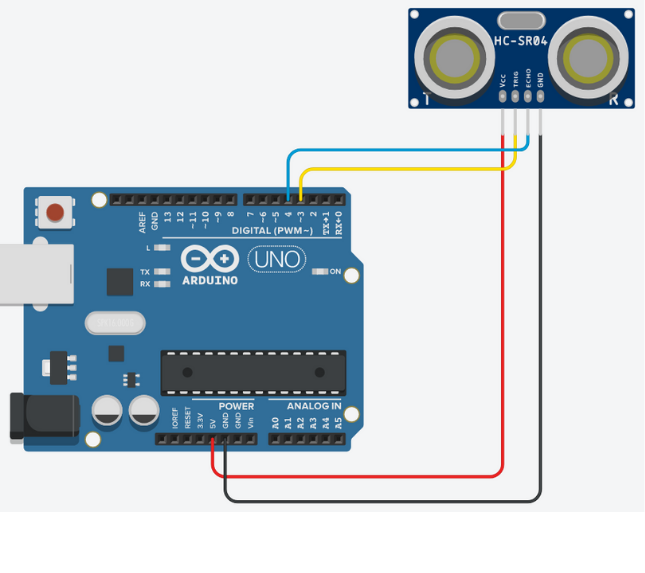 HC-SR04
Vcc
TRIG
ECHO
GND
T
R
AREF
GND
13
12
~11
~10
~9
8
7
~6
~5
4
~3
2
TX→1
RX←0
DIGITAL (PWM~)
L
TX
RX
ARDUINO
UNO
ON
POWER
ANALOG IN
IOREF
RESET
3.3V
5V
GND
GND
Vin
A0
A1
A2
A3
A4
A5